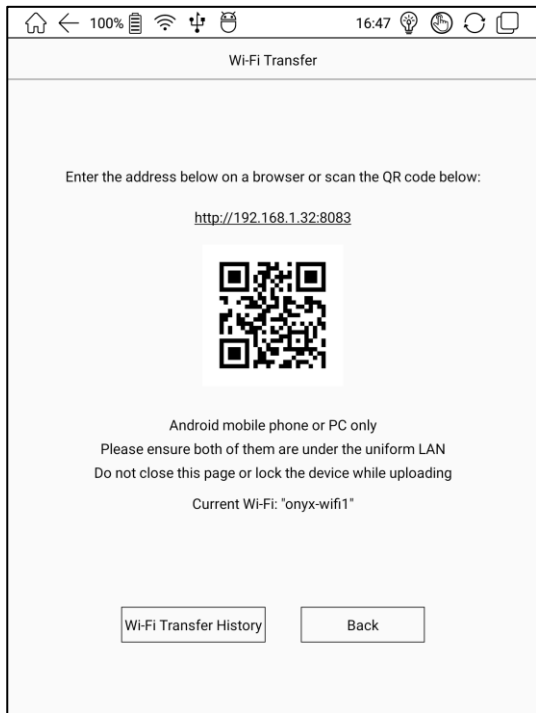 100% 16:47
Wi-Fi Transfer
Enter the address below on a browser or scan the QR code below:
http://192.168.1.32:8083
Android mobile phone or PC only
Please ensure both of them are under the uniform LAN
Do not close this page or lock the device while uploading
Current Wi-Fi: "onyx-wifi1"
Wi-Fi Transfer History Back